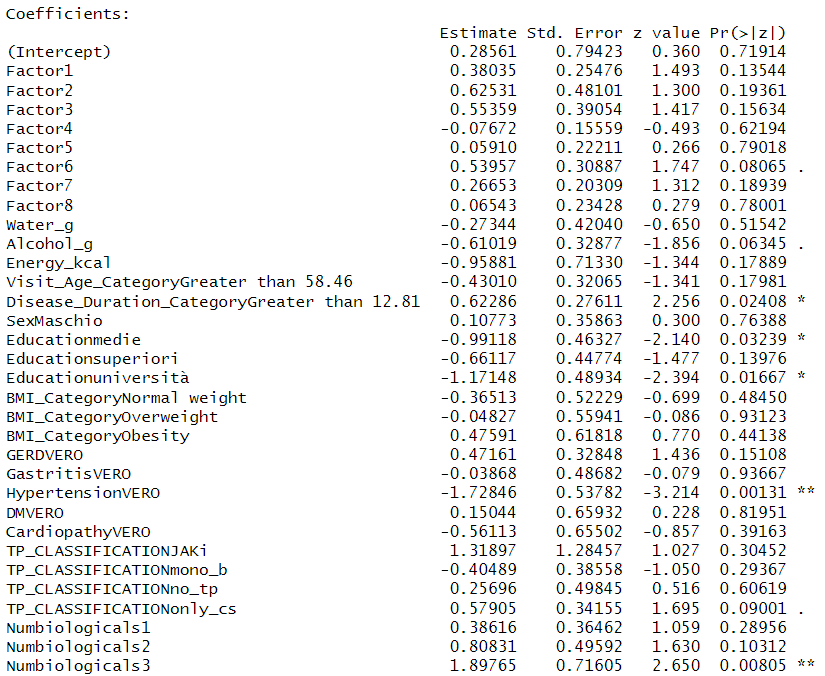 Coefficients:
Estimate Std. Error z value Pr(>|z|)
(Intercept) 0.28561 0.79423 0.360 0.71914
Factor1 0.38035 0.25476 1.493 0.13544
Factor2 0.62531 0.48101 1.300 0.19361
Factor3 0.55359 0.39054 1.417 0.15634
Factor4 -0.07672 0.15559 -0.493 0.62194
Factor5 0.05910 0.22211 0.266 0.79018
Factor6 0.53957 0.30887 1.747 0.08065 .
Factor7 0.26653 0.20309 1.312 0.18939
Factor8 0.06543 0.23428 0.279 0.78001
Water_g -0.27344 0.42040 -0.650 0.51542
Alcohol_g -0.61019 0.32877 -1.856 0.06345 .
Energy_kcal -0.95881 0.71330 -1.344 0.17889
Visit_Age_CategoryGreater than 58.46 -0.43010 0.32065 -1.341 0.17981
Disease_Duration_CategoryGreater than 12.81 0.62286 0.27611 2.256 0.02408 *
SexMaschio 0.10773 0.35863 0.300 0.76388
Educationmedie -0.99118 0.46327 -2.140 0.03239 *
Educationsuperiori -0.66117 0.44774 -1.477 0.13976
Educationuniversità -1.17148 0.48934 -2.394 0.01667 *
BMI_CategoryNormal weight -0.36513 0.52229 -0.699 0.48450
BMI_CategoryOverweight -0.04827 0.55941 -0.086 0.93123
BMI_CategoryObesity 0.47591 0.61818 0.770 0.44138
GERDVERO 0.47161 0.32848 1.436 0.15108
GastritisVERO -0.03868 0.48682 -0.079 0.93667
HypertensionVERO -1.72846 0.53782 -3.214 0.00131 **
DMVERO 0.15044 0.65932 0.228 0.81951
CardiopathyVERO -0.56113 0.65502 -0.857 0.39163
TP_CLASSIFICATIONJAKi 1.31897 1.28457 1.027 0.30452
TP_CLASSIFICATIONmono_b -0.40489 0.38558 -1.050 0.29367
TP_CLASSIFICATIONno_tp 0.25696 0.49845 0.516 0.60619
TP_CLASSIFICATIONonly_cs 0.57905 0.34155 1.695 0.09001 .
Numbiologicals1 0.38616 0.36462 1.059 0.28956
Numbiologicals2 0.80831 0.49592 1.630 0.10312
Numbiologicals3 1.89765 0.71605 2.650 0.00805 **